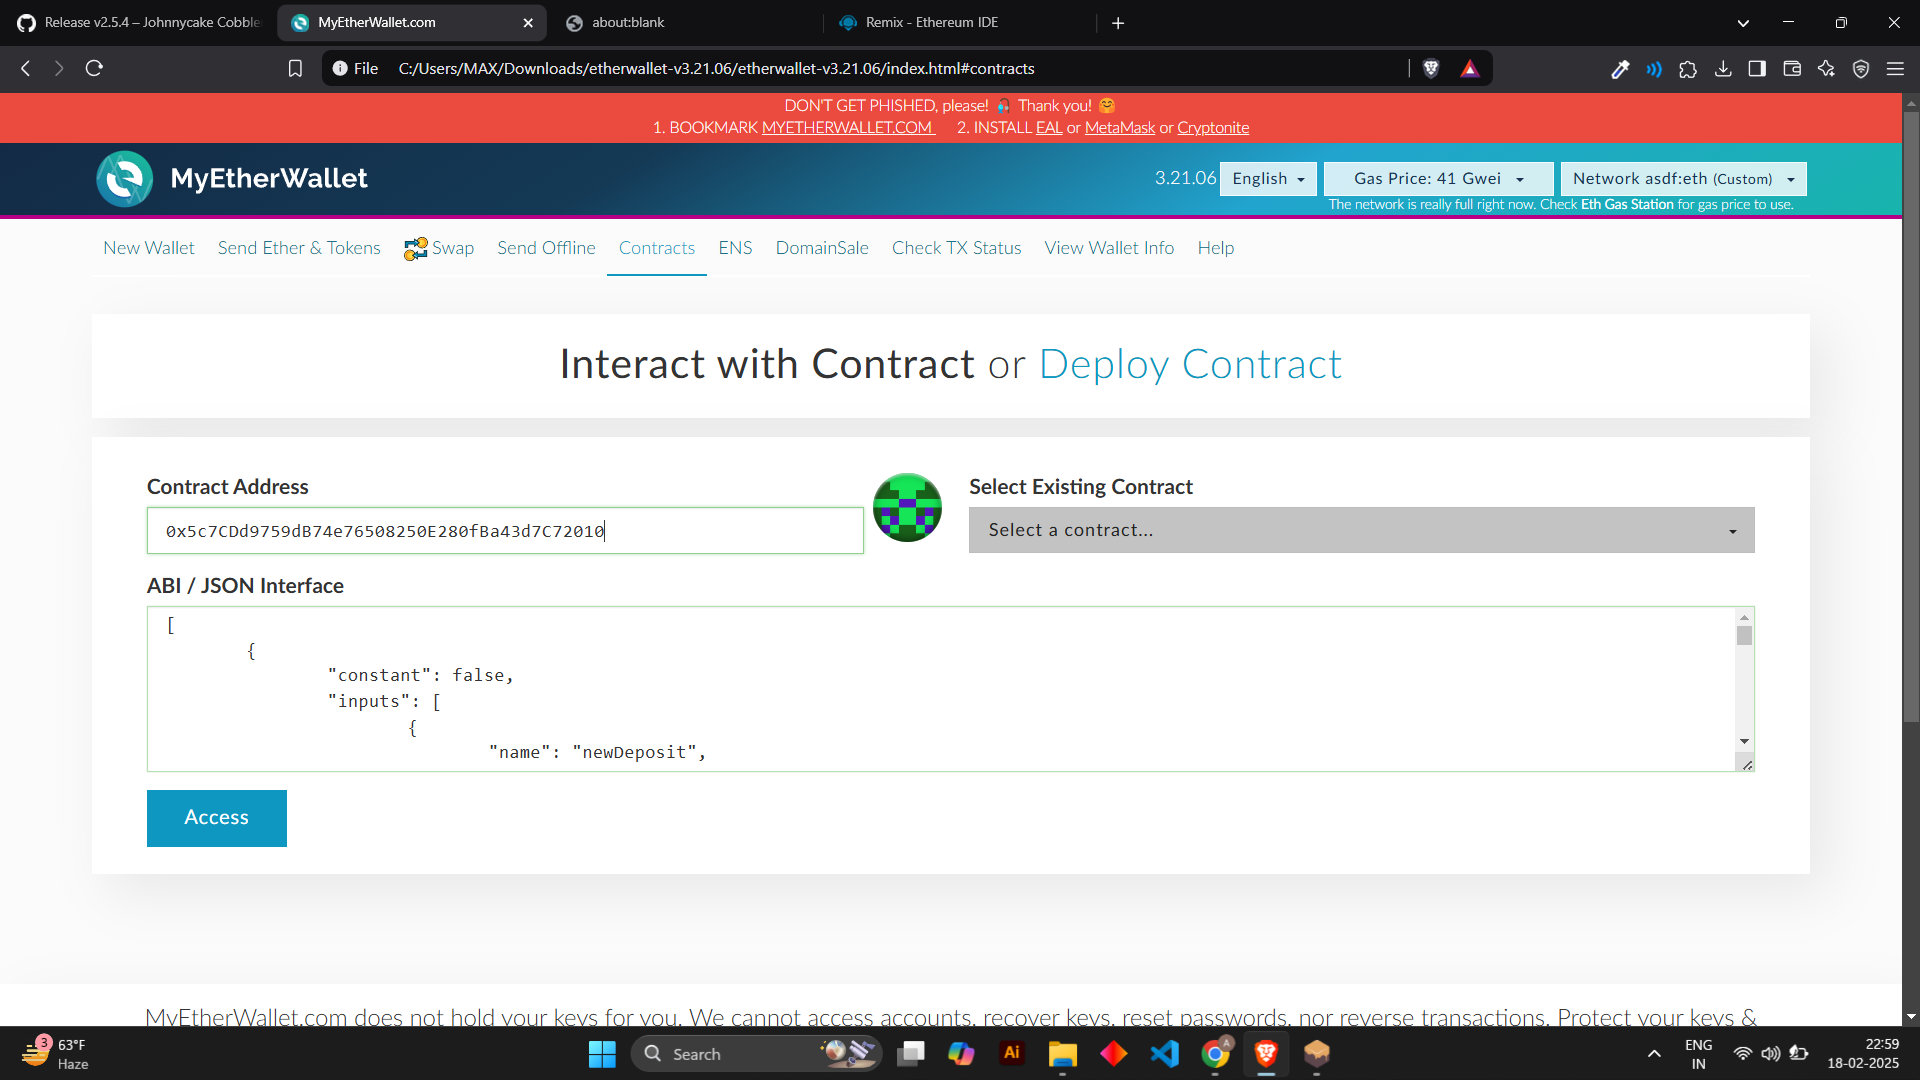 Release v2.5.4 – Johnnycake Cobble
MyEtherWallet.com
about:blank
Remix - Ethereum IDE
File C:/Users/MAX/Downloads/etherwallet-v3.21.06/etherwallet-v3.21.06/index.html#contracts
DON'T GET PHISHED, please! Thank you!
1. BOOKMARK MYETHERWALLET.COM 2. INSTALL EAL or MetaMask or Cryptonite
MyEtherWallet
3.21.06 English Gas Price: 41 Gwei Network asdf:eth (Custom)
The network is really full right now. Check Eth Gas Station for gas price to use.
New Wallet Send Ether & Tokens Swap Send Offline Contracts ENS DomainSale Check TX Status View Wallet Info Help
Interact with Contract or Deploy Contract
Contract Address
0x5c7CDd9759dB74e76508250E280fBa43d7C72010
Select Existing Contract
Select a contract...
ABI / JSON Interface
[
{
"constant": false,
"inputs": [
{
"name": "newDeposit",
Access
MyEtherWallet.com does not hold your keys for you. We cannot access accounts, recover keys, reset passwords, nor reverse transactions. Protect your keys &
3
63°F
Haze
Search
Ai
A
ENG
IN
22:59
18-02-2025